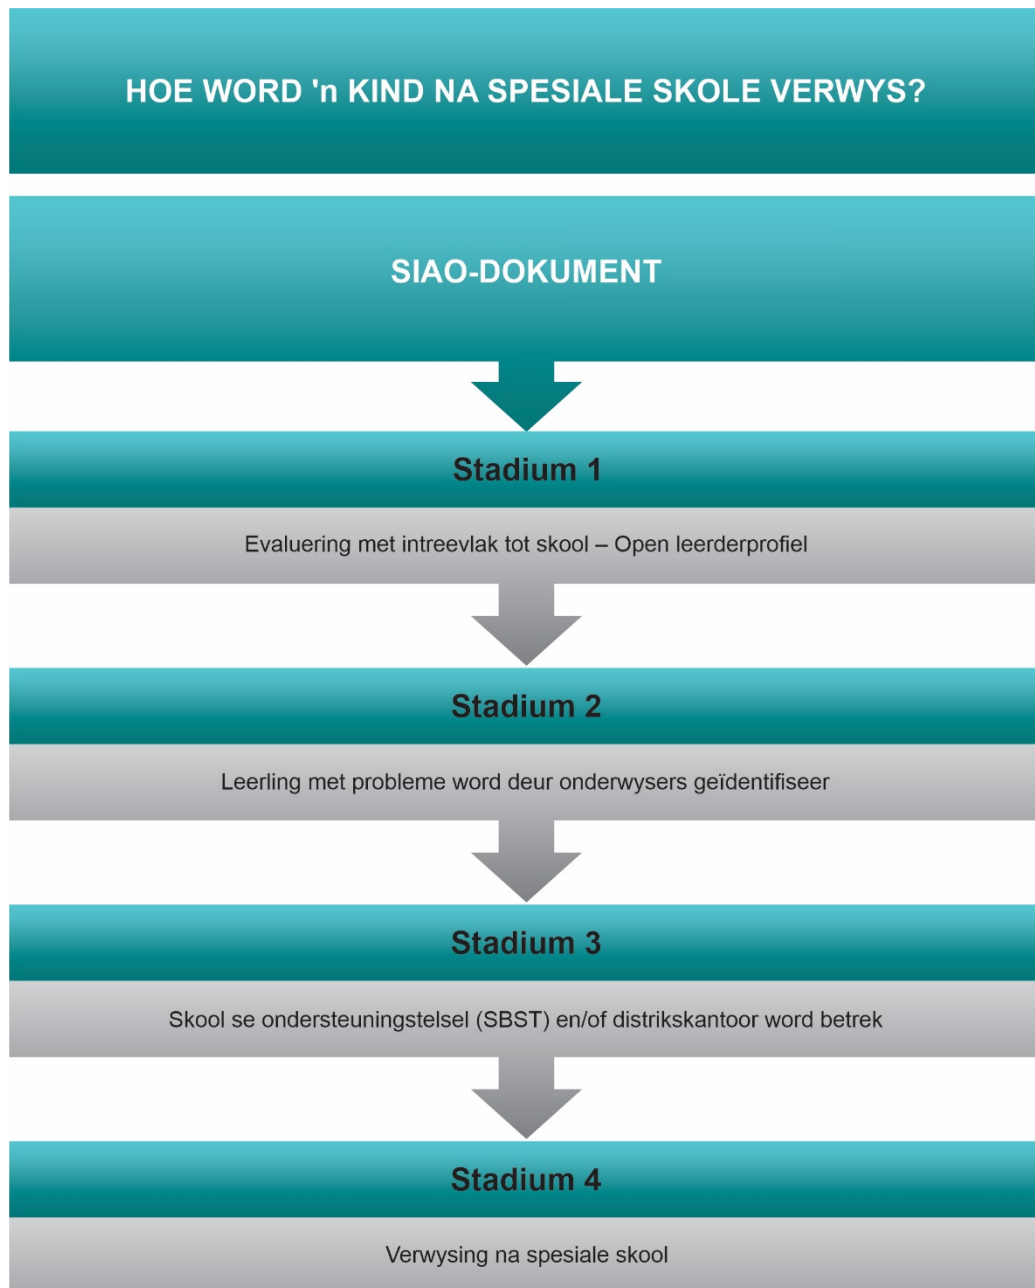 HOE WORD 'n KIND NA SPESIALE SKOLE VERWYS?
SIAO-DOKUMENT
Stadium 1
Evaluering met intreevlak tot skool – Open leerderprofiel
Stadium 2
Leerling met probleme word deur onderwysers geïdentifiseer
Stadium 3
Skool se ondersteuningstelsel (SBST) en/of distrikskantoor word betrek
Stadium 4
Verwysing na spesiale skool